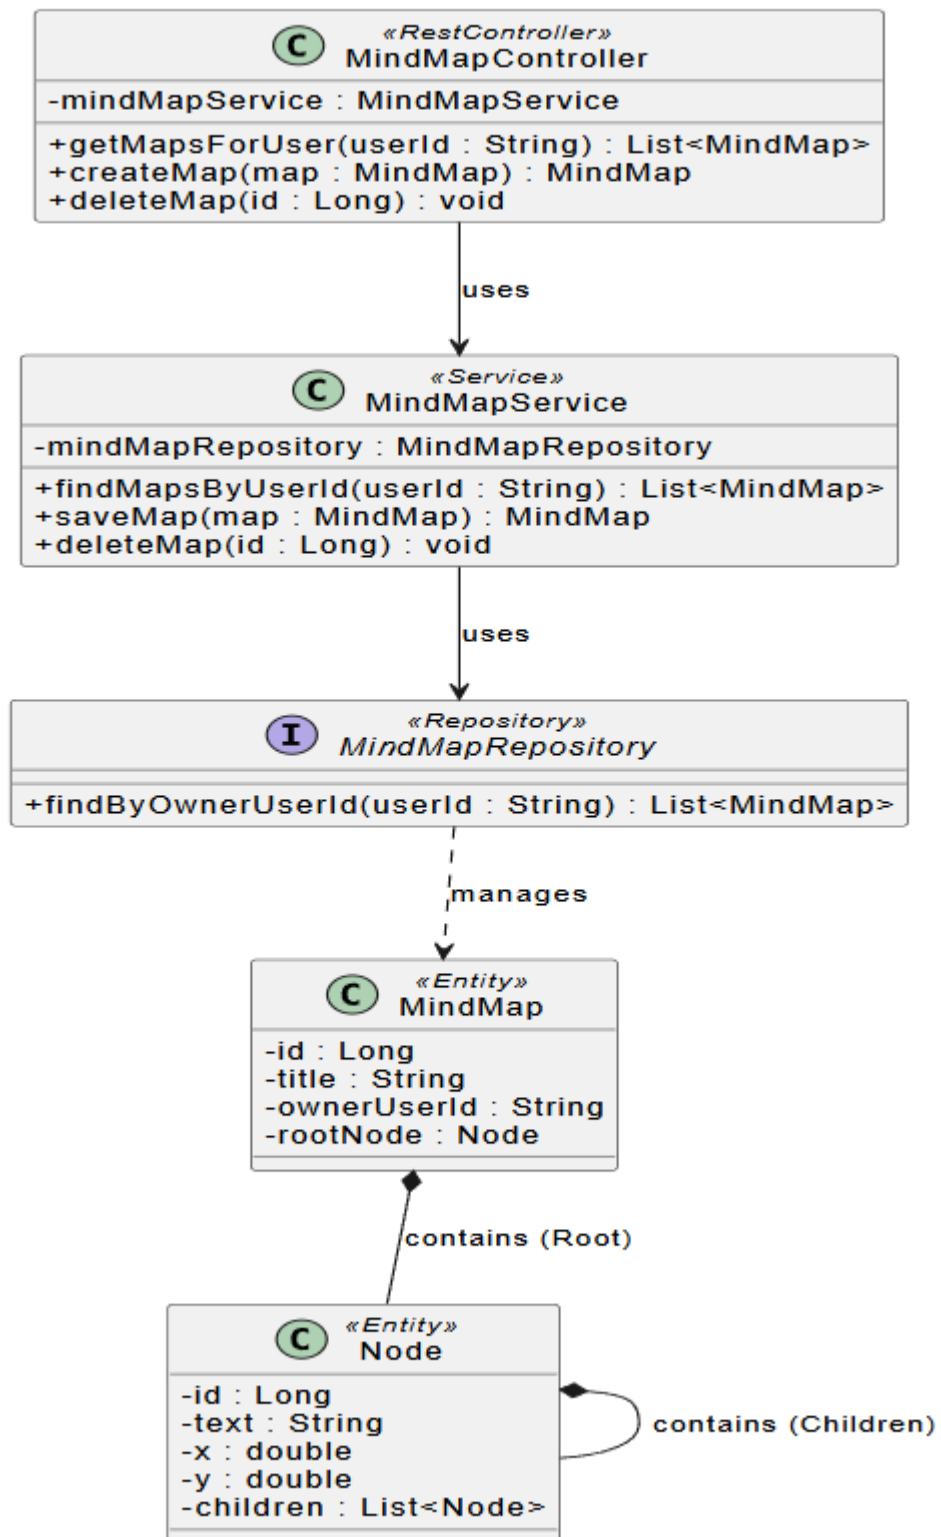 C
«RestController»
MindMapController
-mindMapService : MindMapService
+getMapsForUser(userId : String) : List<MindMap>
+createMap(map : MindMap) : MindMap
+deleteMap(id : Long) : void
uses
C
«Service»
MindMapService
-mindMapRepository : MindMapRepository
+findMapsByUserId(userId : String) : List<MindMap>
+saveMap(map : MindMap) : MindMap
+deleteMap(id : Long) : void
uses
I
«Repository»
MindMapRepository
+findByOwnerUserId(userId : String) : List<MindMap>
manages
C
«Entity»
MindMap
-id : Long
-title : String
-ownerUserId : String
-rootNode : Node
contains (Root)
C
«Entity»
Node
-id : Long
-text : String
-x : double
-y : double
-children : List<Node>
contains (Children)